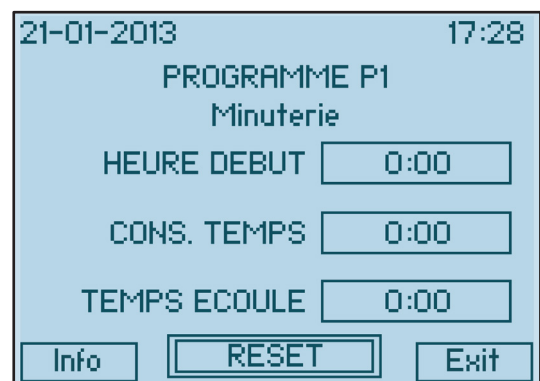 21-01-2013 17:28
PROGRAMME P1
Minuterie
HEURE DEBUT 0:00
CONS. TEMPS 0:00
TEMPS ECOULE 0:00
Info RESET Exit